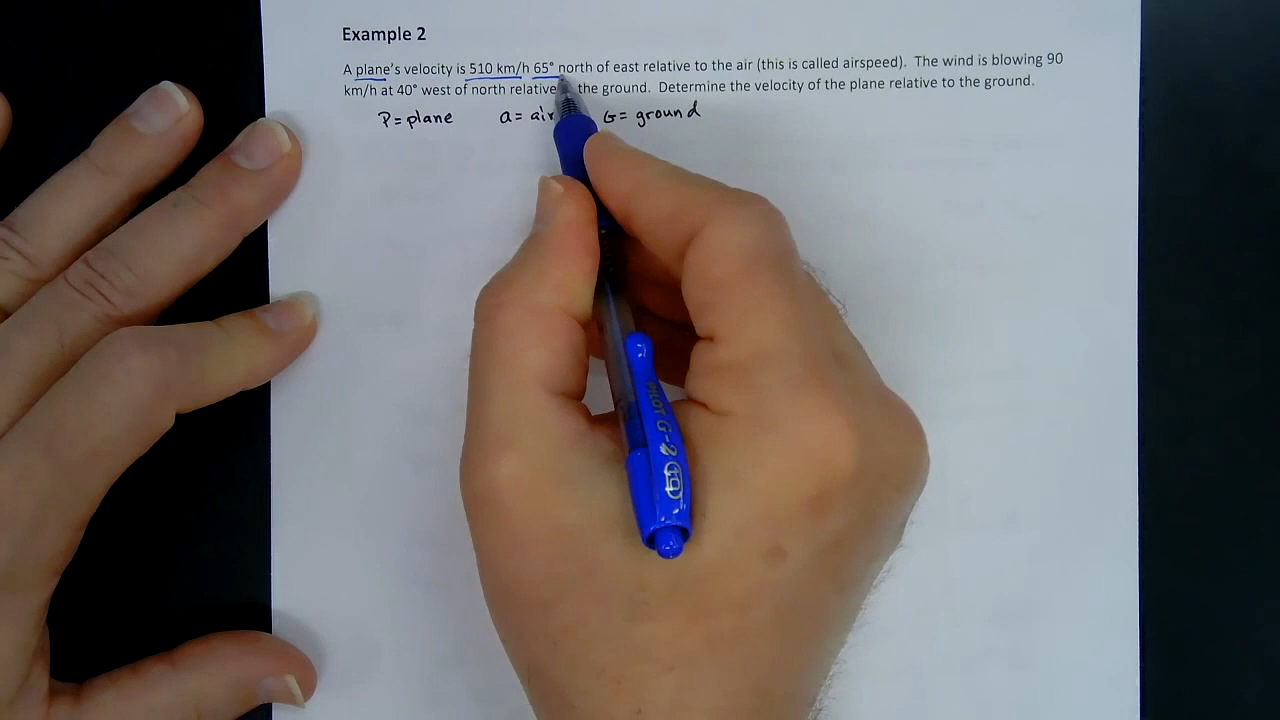 Example 2
A plane's velocity is 510 km/h 65° north of east relative to the air (this is called airspeed). The wind is blowing 90
km/h at 40° west of north relative the ground. Determine the velocity of the plane relative to the ground.
P = plane a = air G = ground
PILOT G-2 10